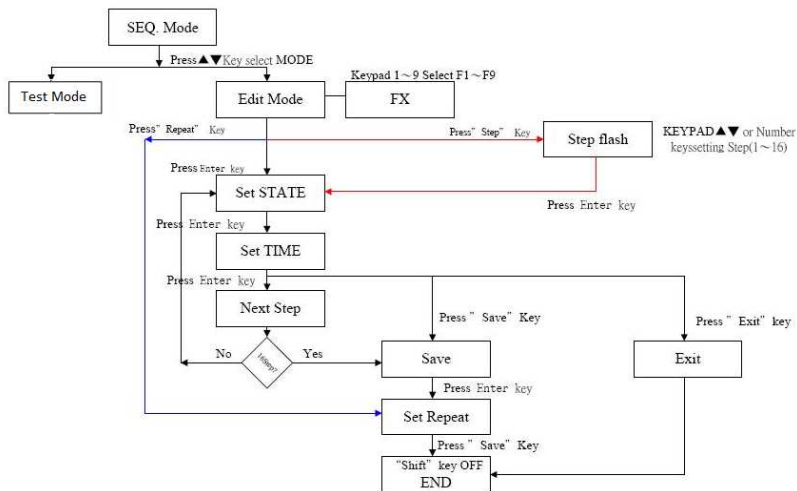 SEQ. Mode
Press▲▼Key select MODE
Keypad 1～9 Select F1～F9
Test Mode
Edit Mode
FX
Press” Repeat” Key
Press” Step” Key
Step flash
KEYPAD▲▼ or Number
keyssetting Step(1～16)
Press Enter key
Set STATE
Press Enter key
Press Enter key
Set TIME
Press Enter key
Next Step
Press ” Save” Key
Press ” Exit” key
No
16Step?
Yes
Save
Exit
Press Enter key
Set Repeat
Press ” Save” Key
“Shift” key OFF
END